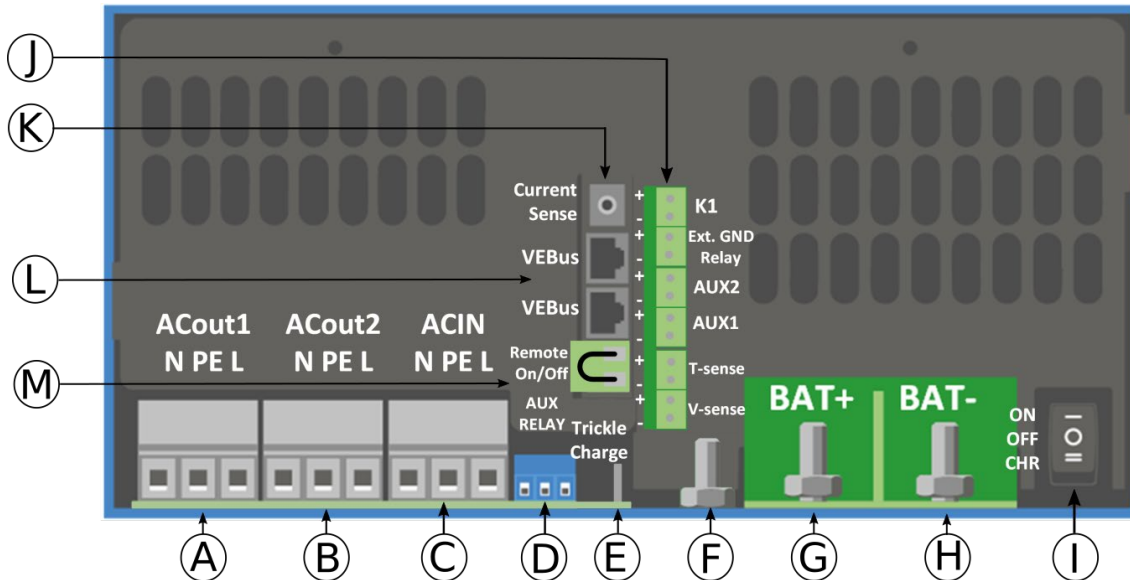 J
K
Current
Sense
+
-
K1
+
-
Ext. GND
Relay
VEBus
+
-
AUX2
L
VEBus
+
-
AUX1
ACout1
N PE L
ACout2
N PE L
ACIN
N PE L
Remote
On/Off
+
-
T-sense
M
AUX
RELAY
+
-
V-sense
Trickle
Charge
BAT+
BAT-
ON
OFF
CHR
A
B
C
D
E
F
G
H
I